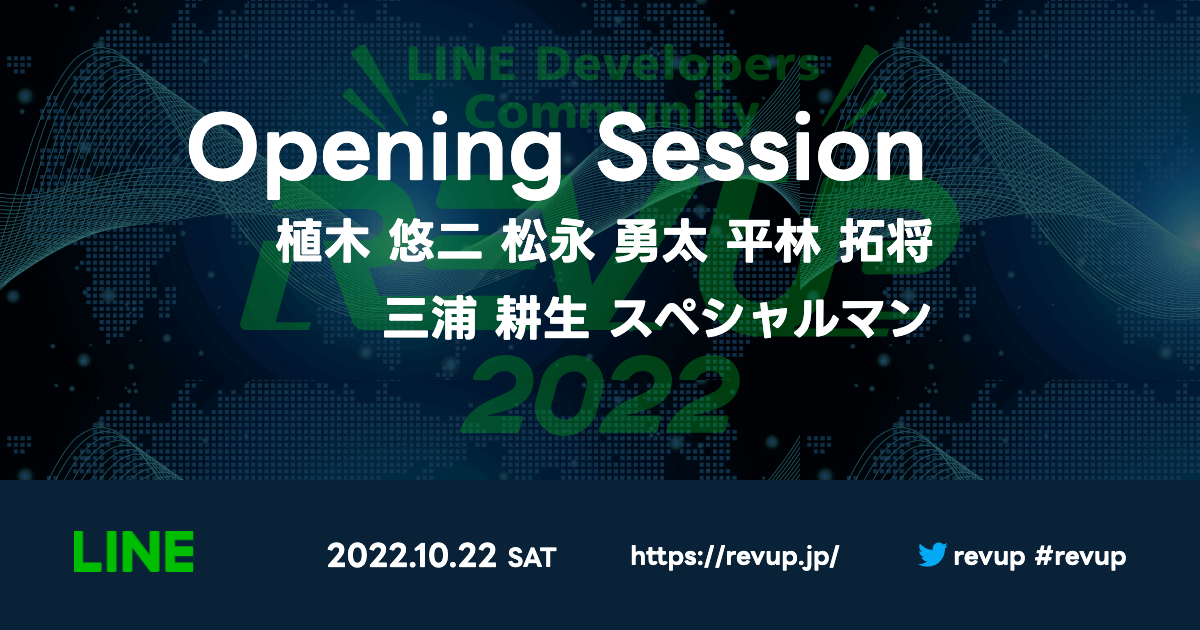 LINE Developers
Community
Opening Session
REVUP
植木 悠二 松永 勇太 平林 拓将
三浦 耕生 スペシャルマン
2022
LINE
2022.10.22 SAT
https://revup.jp/
revup #revup